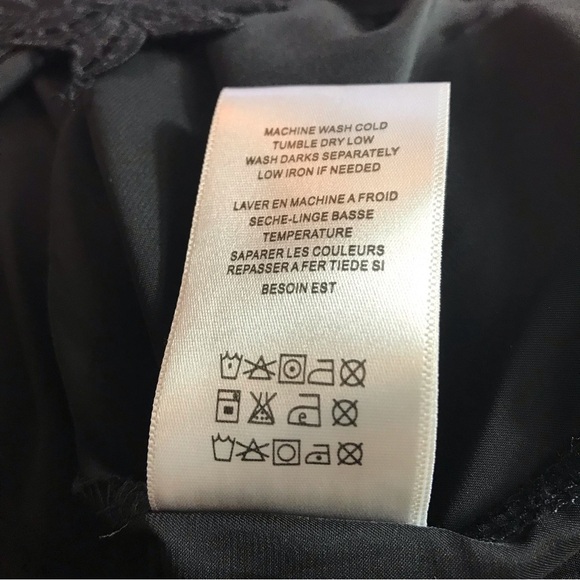 MACHINE WASH COLD
TUMBLE DRY LOW
WASH DARKS SEPARATELY
LOW IRON IF NEEDED
LAVER EN MACHINE A FROID
SECHE-LINGE BASSE
TEMPERATURE
SAPARER LES COULEURS
REPASSER A FER TIEDE SI
BESOIN EST